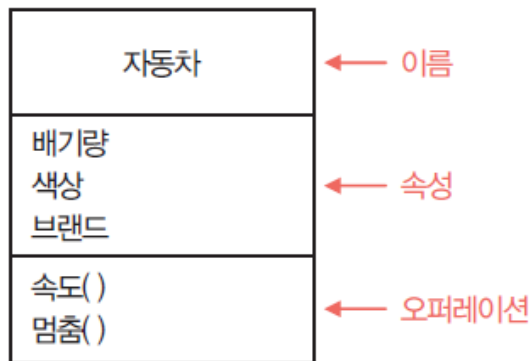 자동차
이름
배기량
색상
브랜드
속성
속도( )
멈춤( )
오퍼레이션